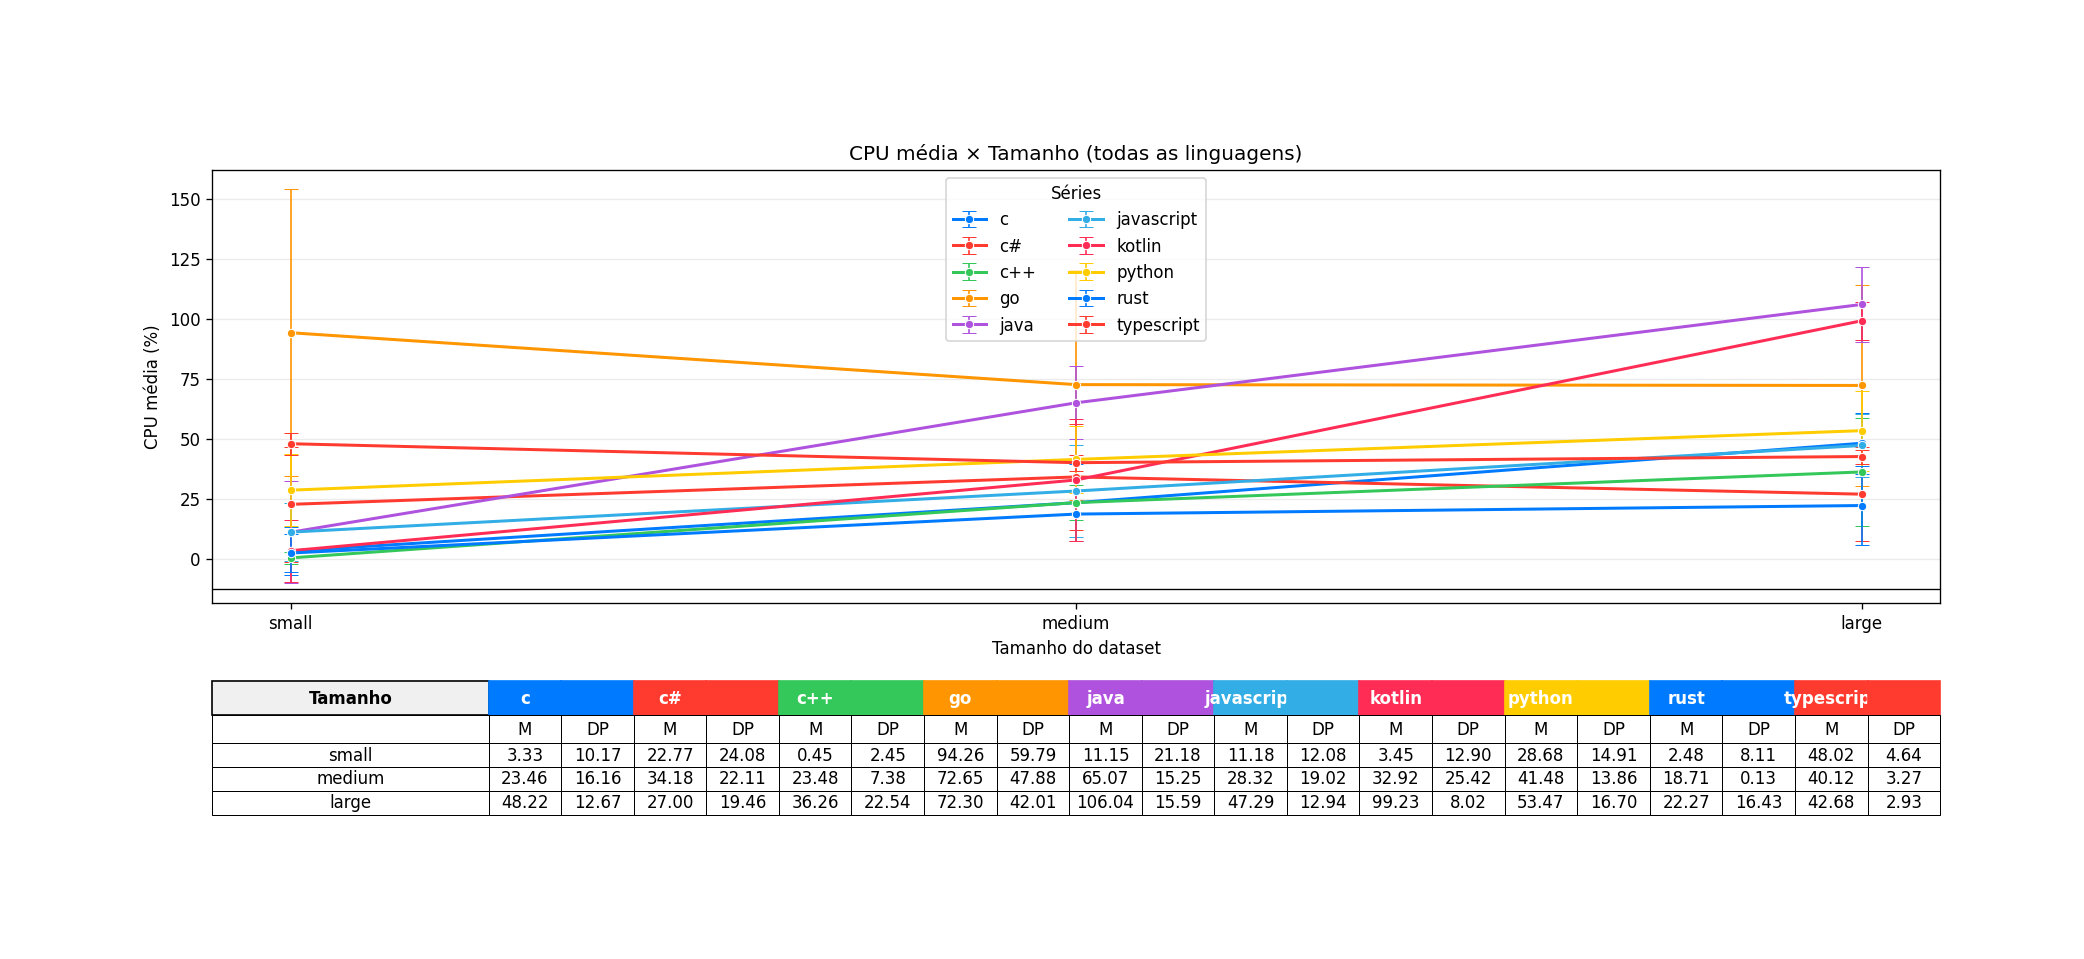 CPU média × Tamanho (todas as linguagens)
150
125
100
75
50
25
0
CPU média (%)
Séries
c javascript
c# kotlin
c++ python
go rust
java typescript
small medium large
Tamanho do dataset
Tamanho c c# c++ go java javascrip kotlin python rust typescrip
M DP M DP M DP M DP M DP M DP M DP M DP M DP M DP
small 3.33 10.17 22.77 24.08 0.45 2.45 94.26 59.79 11.15 21.18 11.18 12.08 3.45 12.90 28.68 14.91 2.48 8.11 48.02 4.64
medium 23.46 16.16 34.18 22.11 23.48 7.38 72.65 47.88 65.07 15.25 28.32 19.02 32.92 25.42 41.48 13.86 18.71 0.13 40.12 3.27
large 48.22 12.67 27.00 19.46 36.26 22.54 72.30 42.01 106.04 15.59 47.29 12.94 99.23 8.02 53.47 16.70 22.27 16.43 42.68 2.93